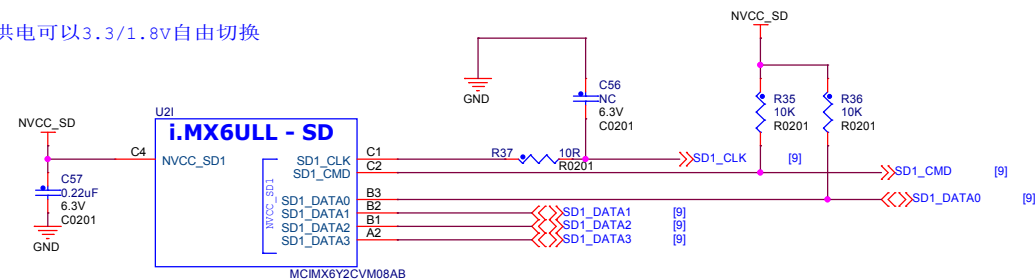 供电可以3.3/1.8V自由切换
NVCC_SD
GND
C56
NC
6.3V
C0201
R35
10K
R0201
R36
10K
R0201
U2I
i.MX6ULL - SD
NVCC_SD
C4
NVCC_SD1
C57
0.22uF
6.3V
C0201
GND
NVCC_SD1
SD1_CLK
C1
R37
10R
R0201
SD1_CLK
[9]
SD1_CMD
C2
SD1_CMD
[9]
SD1_DATA0
B3
SD1_DATA0
[9]
SD1_DATA1
B2
SD1_DATA1
[9]
SD1_DATA2
B1
SD1_DATA2
[9]
SD1_DATA3
A2
SD1_DATA3
[9]
MCIMX6Y2CVM08AB